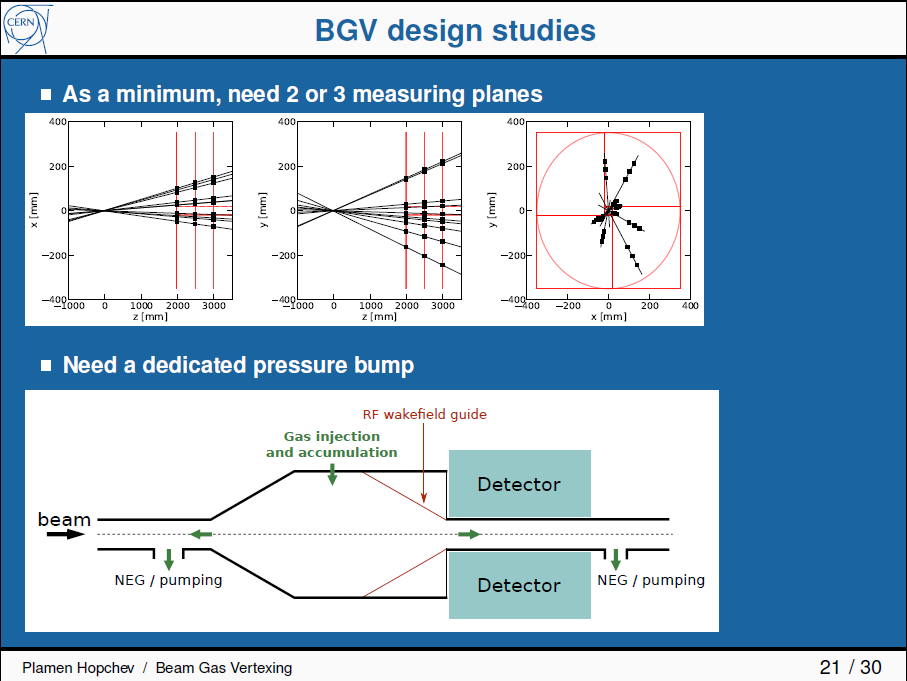 CERN
BGV design studies
As a minimum, need 2 or 3 measuring planes
400
200
0
−200
−400
−1000 0 1000 2000 3000
x [mm]
z [mm]
400
200
0
−200
−400
−1000 0 1000 2000 3000
y [mm]
z [mm]
400
200
0
−200
−400
−400 −200 0 200 400
y [mm]
x [mm]
Need a dedicated pressure bump
RF wakefield guide
Gas injection
and accumulation
Detector
beam
NEG / pumping
Detector
NEG / pumping
Plamen Hopchev / Beam Gas Vertexing
21 / 30